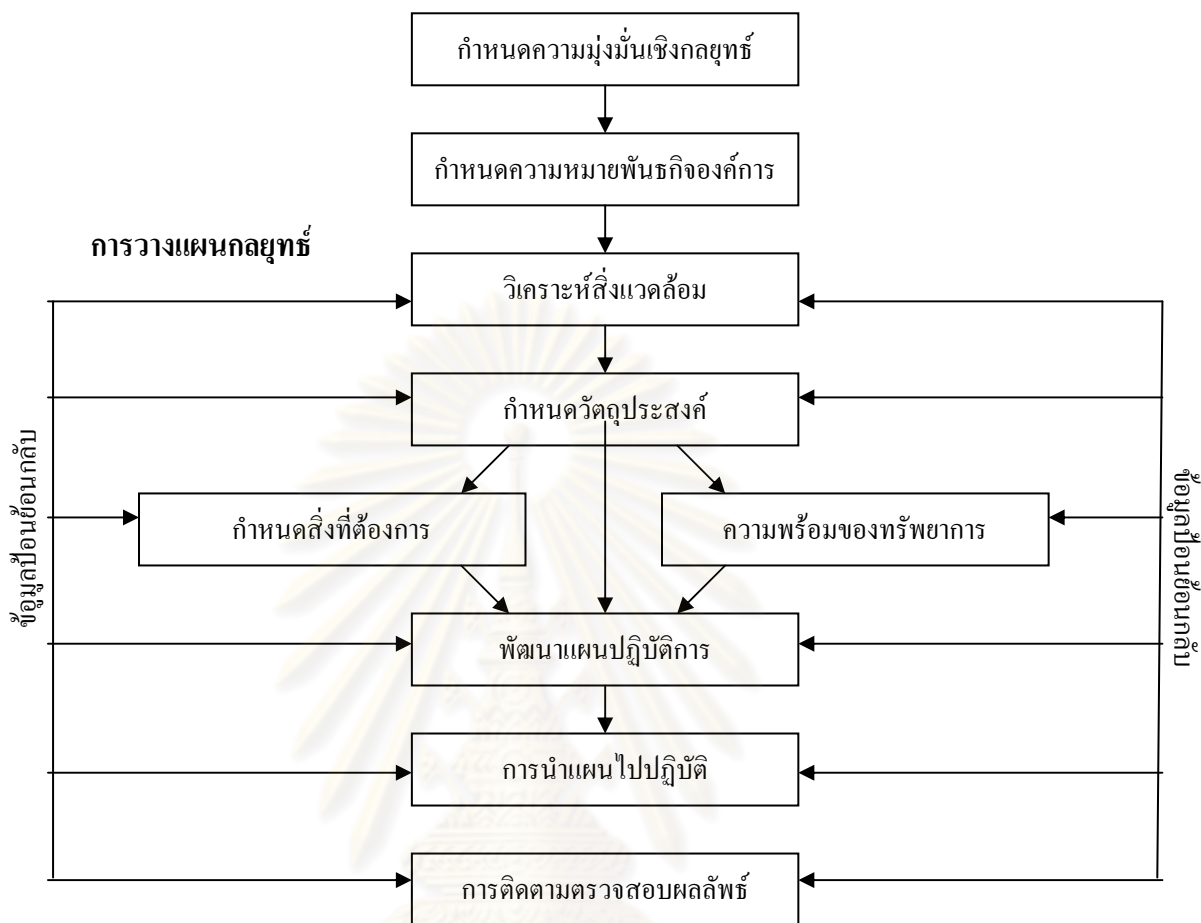 กำหนดความมุ่งมั่นเชิงกลยุทธ์
กำหนดความหมายพันธกิจองค์การ
การวางแผนกลยุทธ์
วิเคราะห์สิ่งแวดล้อม
กำหนดวัตถุประสงค์
ข้อมูลป้อนย้อนกลับ
ข้อมูลป้อนย้อนกลับ
กำหนดสิ่งที่ต้องการ
ความพร้อมของทรัพยาการ
พัฒนาแผนปฏิบัติการ
การนำแผนไปปฏิบัติ
การติดตามตรวจสอบผลลัพธ์